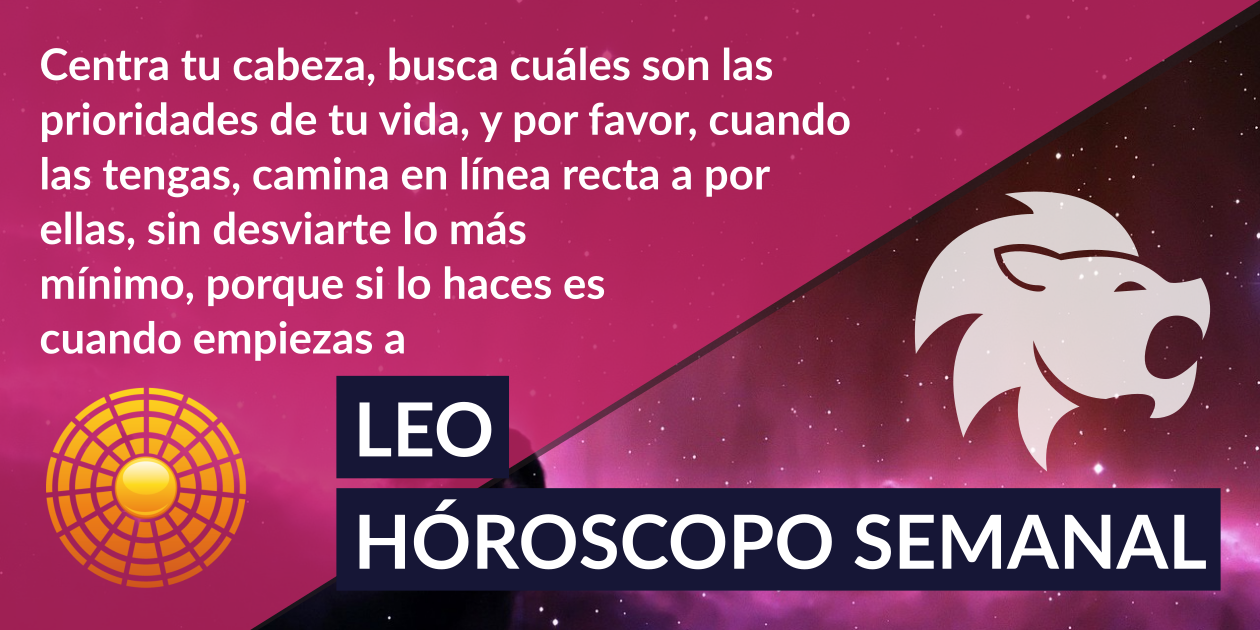 Centra tu cabeza, busca cuáles son las
prioridades de tu vida, y por favor, cuando
las tengas, camina en línea recta a por
ellas, sin desviarte lo más
mínimo, porque si lo haces es
cuando empiezas a
LEO
HÓROSCOPO SEMANAL